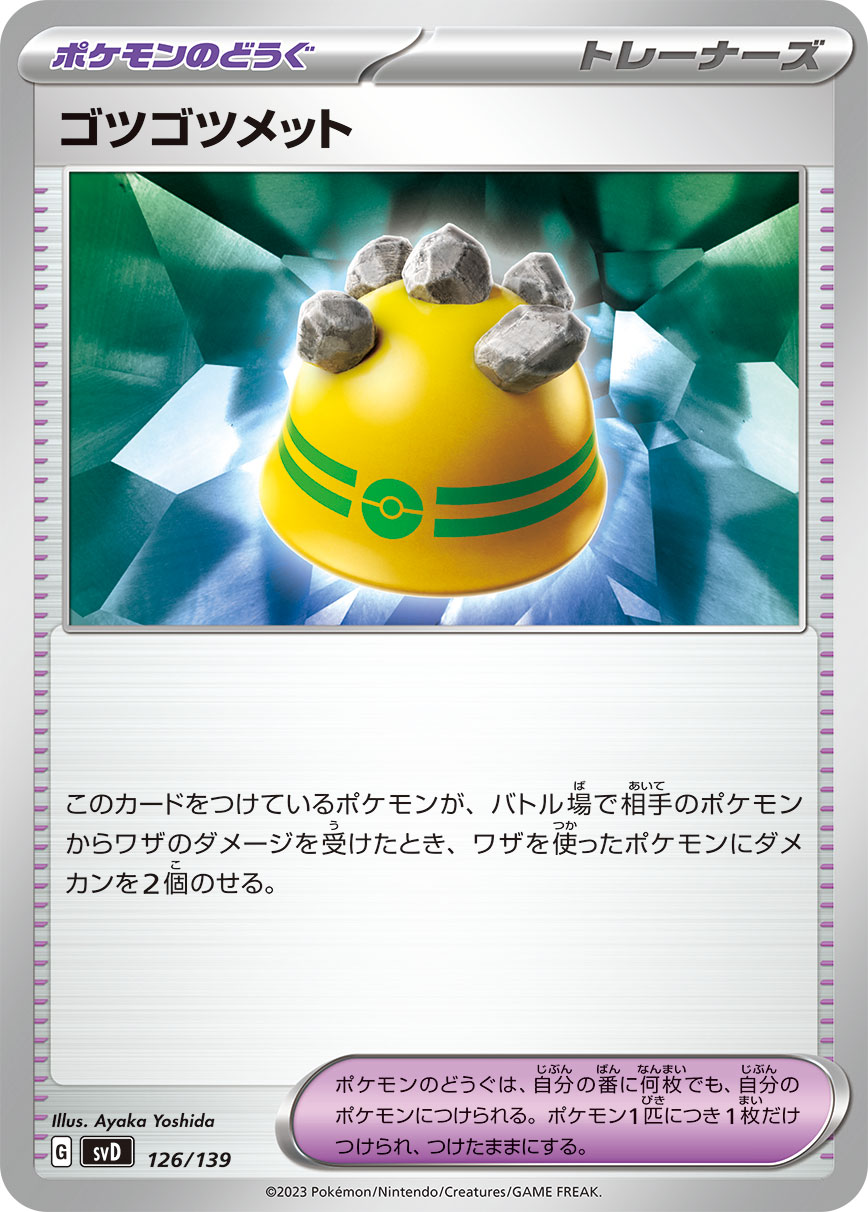 ポケモンのどうぐ トレーナーズ
ゴツゴツメット
このカードをつけているポケモンが、バトル場で相手のポケモン
からワザのダメージを受けたとき、ワザを使ったポケモンにダメ
カンを2個のせる。
ポケモンのどうぐは、自分の番に何枚でも、自分の
ポケモンにつけられる。ポケモン1匹につき1枚だけ
つけられ、つけたままにする。
Illus. Ayaka Yoshida
G svD 126/139
©2023 Pokémon/Nintendo/Creatures/GAME FREAK.